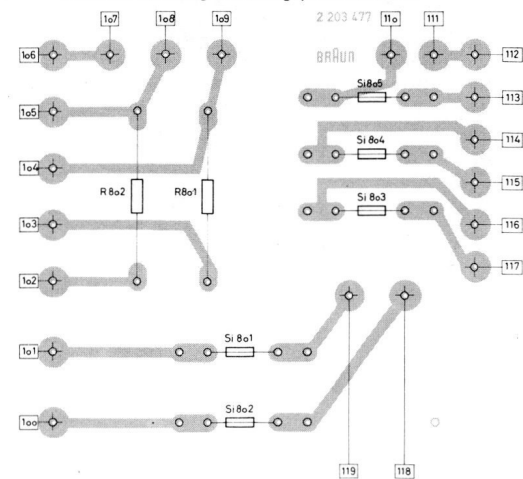 1o7
1o8
1o9
2 203 477
11o
111
1o6
BRAUN
112
Si8o5
1o5
113
114
Si 8o4
1o4
115
R8o2
R8o1
Si 8o3
1o3
116
117
1o2
Si 8o1
1o1
Si 8o2
1oo
119
118